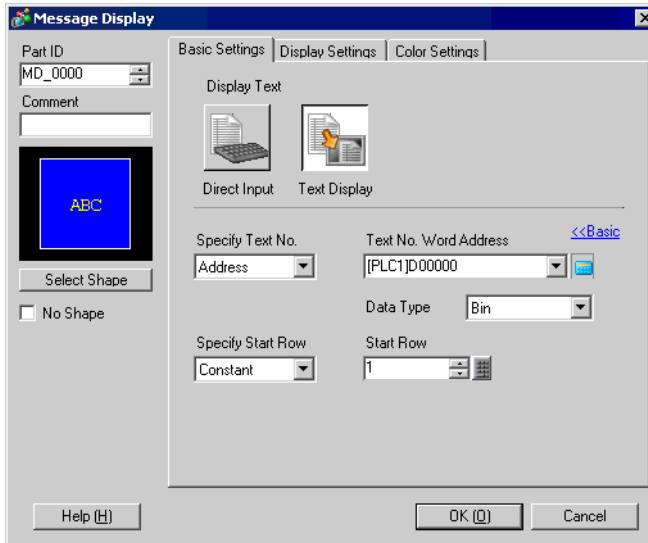 Message Display
Part ID
MD_0000
Comment
ABC
Select Shape
No Shape
Basic Settings
Display Settings
Color Settings
Display Text
Direct Input
Text Display
<<Basic
Specify Text No.
Text No. Word Address
Address
[PLC1]D00000
Data Type
Bin
Specify Start Row
Start Row
Constant
1
Help (H)
OK (O)
Cancel